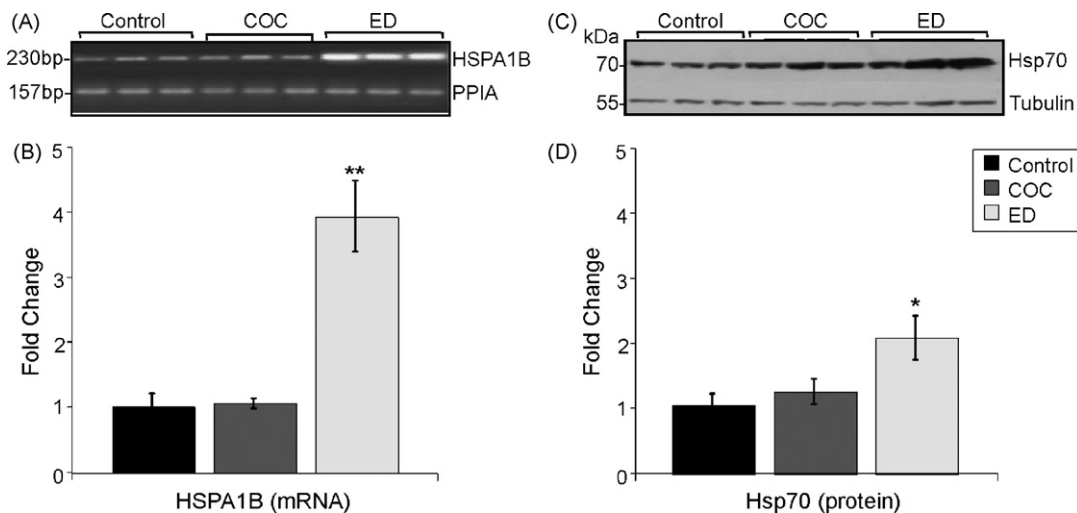 (A)
Control COC ED
230bp HSPA1B
157bp PPIA
(B)
5
4
3
2
1
0
Fold Change
**
HSPA1B (mRNA)
(C)
Control COC ED
kDa
70 Hsp70
55 Tubulin
(D)
5
4
3
2
1
0
Fold Change
*
Hsp70 (protein)
Control
COC
ED